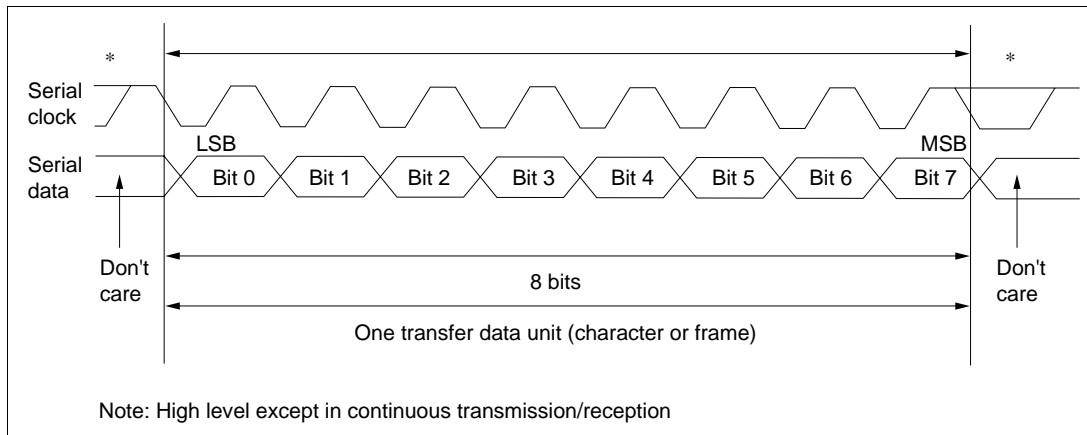 *
*
Serial
clock
LSB
MSB
Serial
data
Bit 0
Bit 1
Bit 2
Bit 3
Bit 4
Bit 5
Bit 6
Bit 7
Don't
care
Don't
care
8 bits
One transfer data unit (character or frame)
Note: High level except in continuous transmission/reception